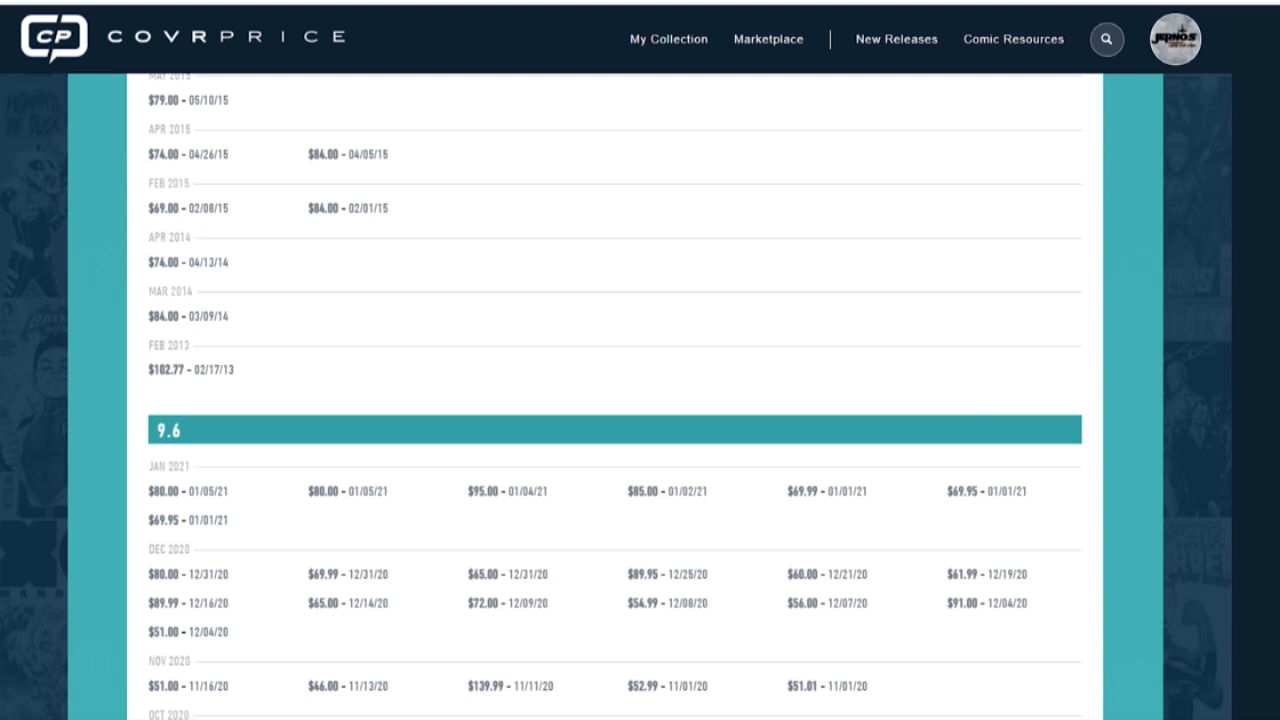 CP COVRPRICE
My Collection Marketplace | New Releases Comic Resources
JERNO'S
MAY 2015
$79.00 - 05/10/15
APR 2015
$74.00 - 04/26/15 $84.00 - 04/05/15
FEB 2015
$69.00 - 02/08/15 $84.00 - 02/01/15
APR 2014
$74.00 - 04/13/14
MAR 2014
$84.00 - 03/09/14
FEB 2013
$102.77 - 02/17/13
9.6
JAN 2021
$80.00 - 01/05/21 $80.00 - 01/05/21 $95.00 - 01/04/21 $85.00 - 01/02/21 $69.99 - 01/01/21 $69.95 - 01/01/21
$69.95 - 01/01/21
DEC 2020
$80.00 - 12/31/20 $69.99 - 12/31/20 $65.00 - 12/31/20 $89.95 - 12/25/20 $60.00 - 12/21/20 $61.99 - 12/19/20
$89.99 - 12/16/20 $65.00 - 12/14/20 $72.00 - 12/09/20 $54.99 - 12/08/20 $56.00 - 12/07/20 $91.00 - 12/04/20
$51.00 - 12/04/20
NOV 2020
$51.00 - 11/16/20 $46.00 - 11/13/20 $139.99 - 11/11/20 $52.99 - 11/01/20 $51.01 - 11/01/20
OCT 2020